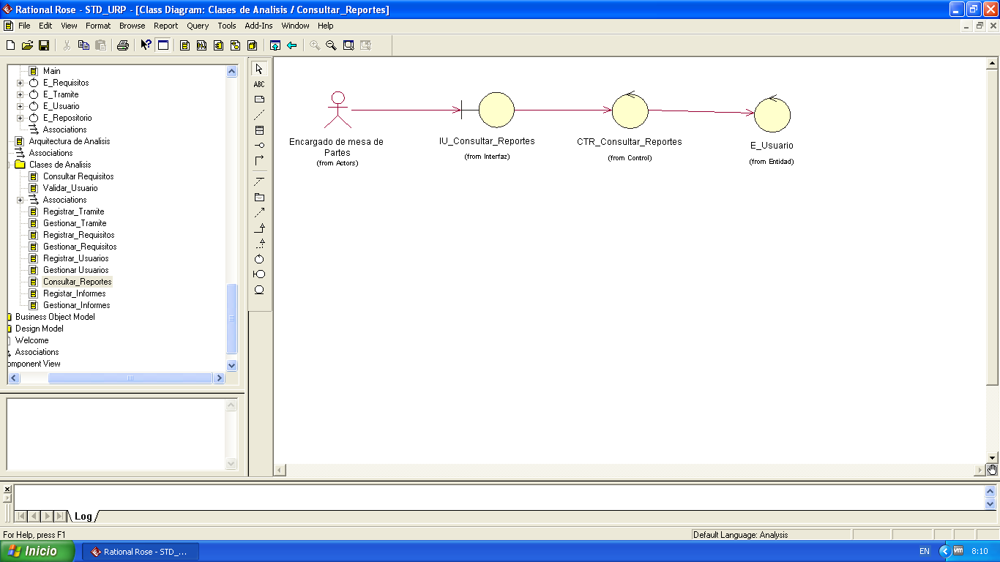 Rational Rose - STD_URP - [Class Diagram: Clases de Analisis / Consultar_Reportes]
File Edit View Format Browse Report Query Tools Add-Ins Window Help
Main
E_Requisitos
E_Tramite
E_Usuario
E_Repositorio
Associations
Arquitectura de Analisis
Associations
Clases de Analisis
Consultar Requisitos
Validar_Usuario
Associations
Registrar_Tramite
Gestionar_Tramite
Registrar_Requisitos
Gestionar_Requisitos
Registrar_Usuarios
Gestionar Usuarios
Consultar_Reportes
Registar_Informes
Gestionar_Informes
Business Object Model
Design Model
Welcome
Associations
omponent View
ABC
Encargado de mesa de
Partes
(from Actors)
IU_Consultar_Reportes
(from Interfaz)
CTR_Consultar_Reportes
(from Control)
E_Usuario
(from Entidad)
Log
For Help, press F1
Default Language: Analysis
Inicio
Rational Rose - STD_...
EN
vm
8:10